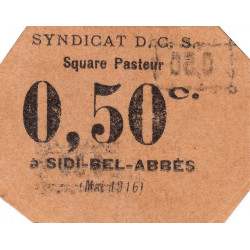 SYNDICAT D.C.S.
Square Pasteur
0,50c.
à SIDI-BEL-ABBÈS
(Mai 1916)